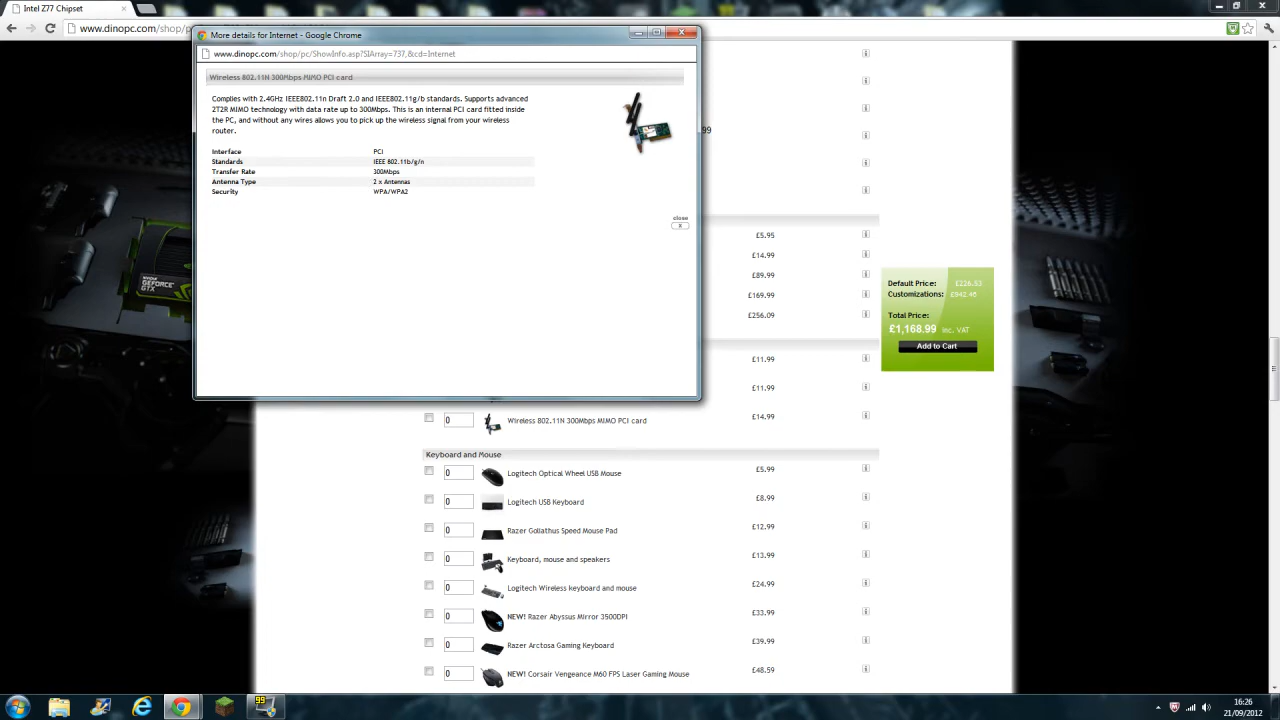 Intel Z77 Chipset
www.dinopc.com/shop/p
More details for Internet - Google Chrome
www.dinopc.com/shop/pc/ShowInfo.asp?SIArray=737,&cd=Internet
Wireless 802.11N 300Mbps MIMO PCI card
Complies with 2.4GHz IEEE802.11n Draft 2.0 and IEEE802.11g/b standards. Supports advanced
2T2R MIMO technology with data rate up to 300Mbps. This is an internal PCI card fitted inside
the PC, and without any wires allows you to pick up the wireless signal from your wireless
router.
Interface PCI
Standards IEEE 802.11b/g/n
Transfer Rate 300Mbps
Antenna Type 2 x Antennas
Security WPA/WPA2
close
x
99
£5.95
£14.99
£89.99
£169.99
£256.09
£11.99
£11.99
NVIDIA
GEFORCE
GTX
Default Price: £226.53
Customizations: £942.46
Total Price:
£1,168.99 inc. VAT
Add to Cart
0 Wireless 802.11N 300Mbps MIMO PCI card £14.99
Keyboard and Mouse
0 Logitech Optical Wheel USB Mouse £5.99
0 Logitech USB Keyboard £8.99
0 Razer Goliathus Speed Mouse Pad £12.99
0 Keyboard, mouse and speakers £13.99
0 Logitech Wireless keyboard and mouse £24.99
0 NEW! Razer Abyssus Mirror 3500DPI £33.99
0 Razer Arctosa Gaming Keyboard £39.99
0 NEW! Corsair Vengeance M60 FPS Laser Gaming Mouse £48.59
99
16:26
21/09/2012